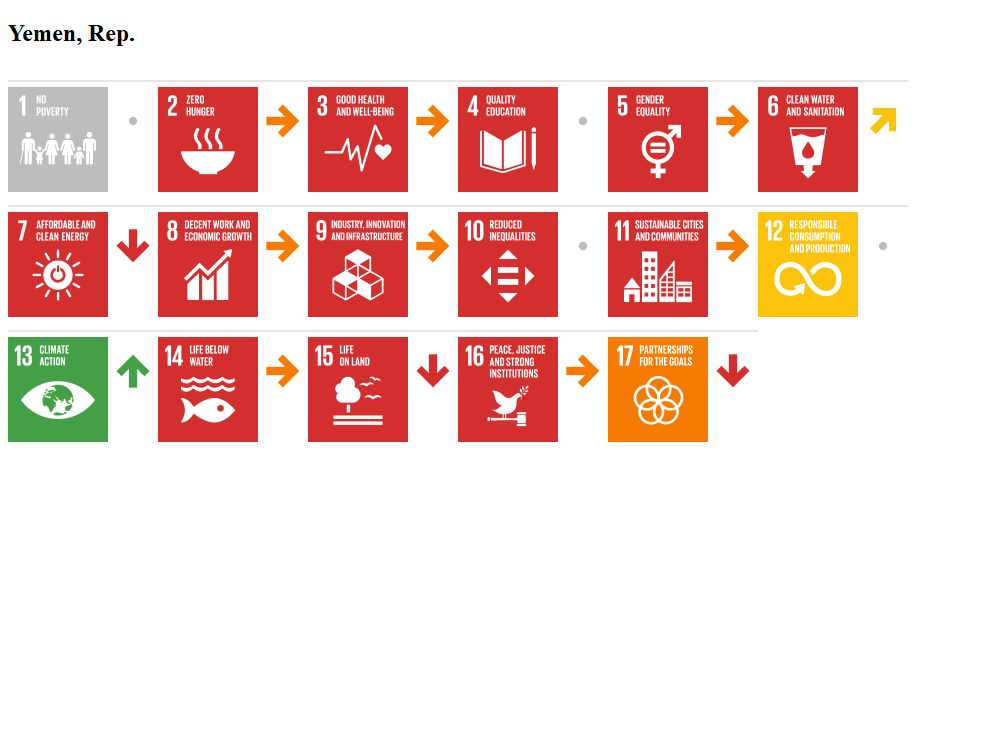 Yemen, Rep.
1 NO
POVERTY
2 ZERO
HUNGER
3 GOOD HEALTH
AND WELL-BEING
4 QUALITY
EDUCATION
5 GENDER
EQUALITY
6 CLEAN WATER
AND SANITATION
7 AFFORDABLE AND
CLEAN ENERGY
8 DECENT WORK AND
ECONOMIC GROWTH
9 INDUSTRY, INNOVATION
AND INFRASTRUCTURE
10 REDUCED
INEQUALITIES
11 SUSTAINABLE CITIES
AND COMMUNITIES
12 RESPONSIBLE
CONSUMPTION
AND PRODUCTION
13 CLIMATE
ACTION
14 LIFE BELOW
WATER
15 LIFE
ON LAND
16 PEACE, JUSTICE
AND STRONG
INSTITUTIONS
17 PARTNERSHIPS
FOR THE GOALS